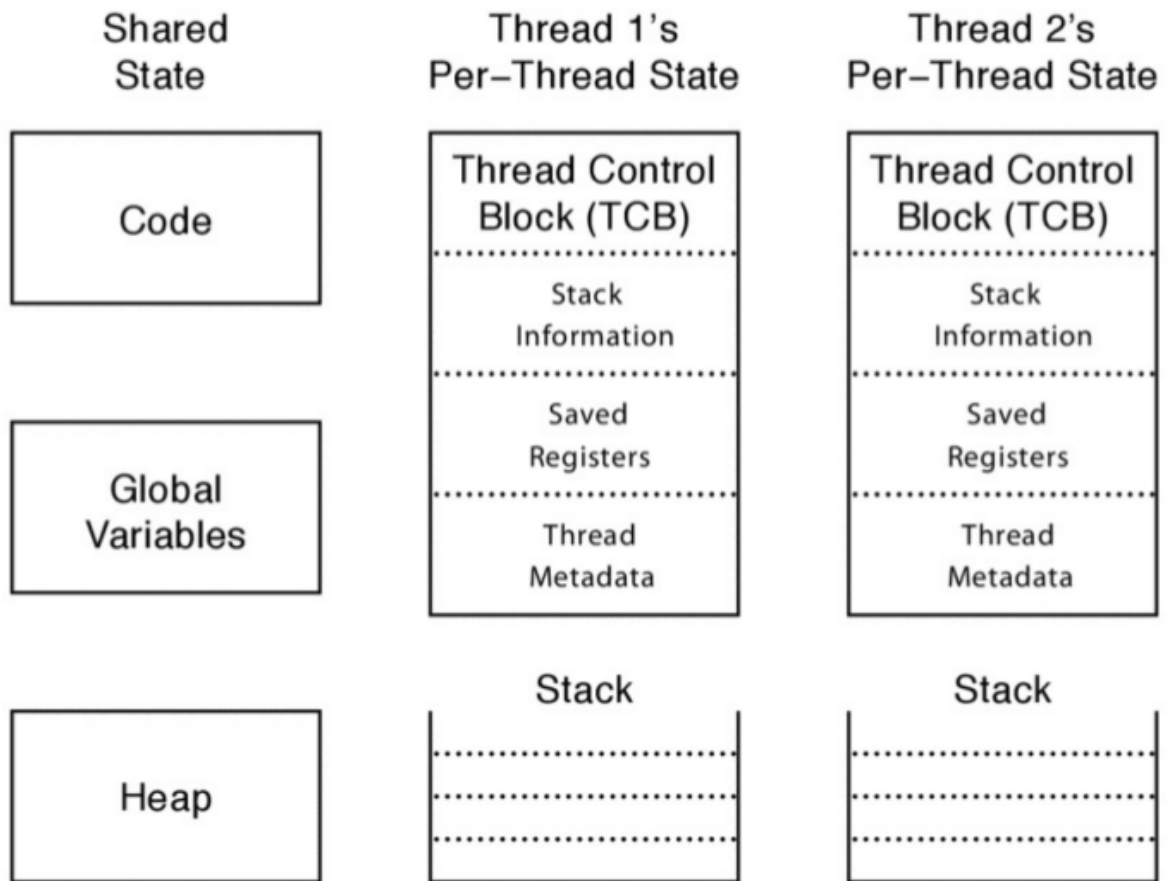 Shared
State
Thread 1's
Per–Thread State
Thread 2's
Per–Thread State
Code
Global
Variables
Heap
Thread Control
Block (TCB)
Stack
Information
Saved
Registers
Thread
Metadata
Stack
Thread Control
Block (TCB)
Stack
Information
Saved
Registers
Thread
Metadata
Stack